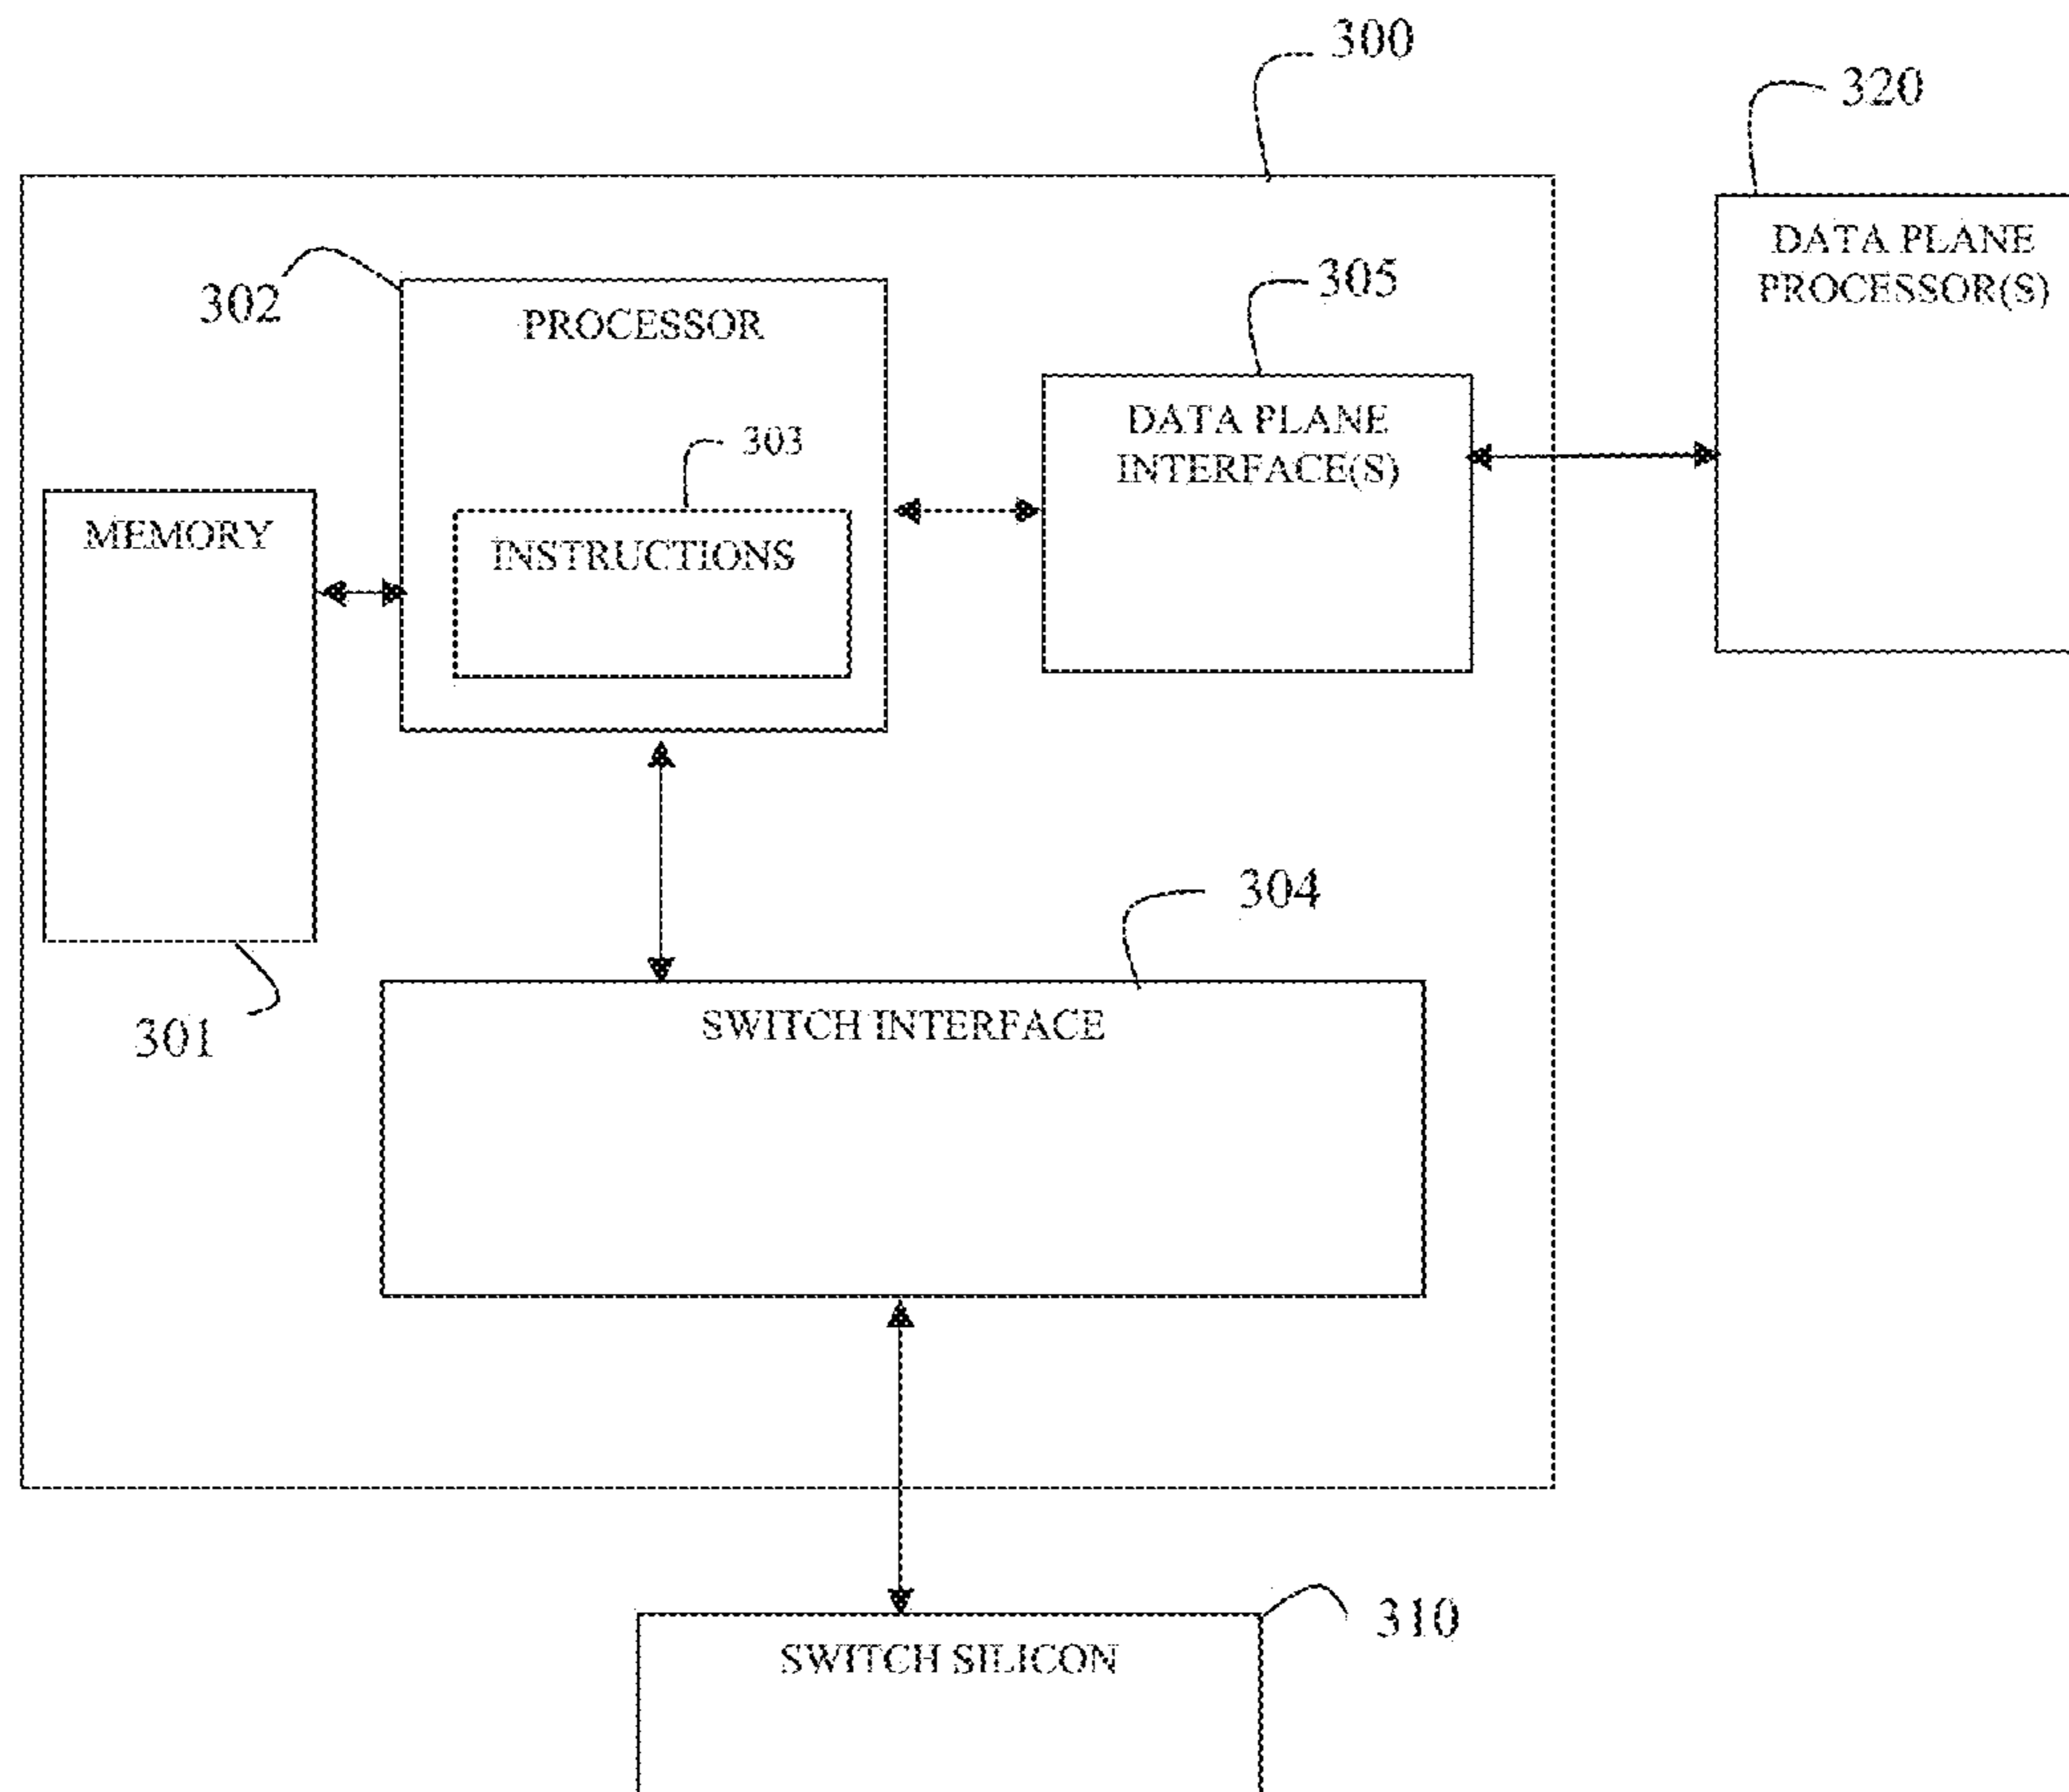 300
320
DATA PLANE
PROCESSOR(S)
302
PROCESSOR
305
DATA PLANE
INTERFACE(S)
303
INSTRUCTIONS
MEMORY
304
301
SWITCH INTERFACE
310
SWITCH SILICON